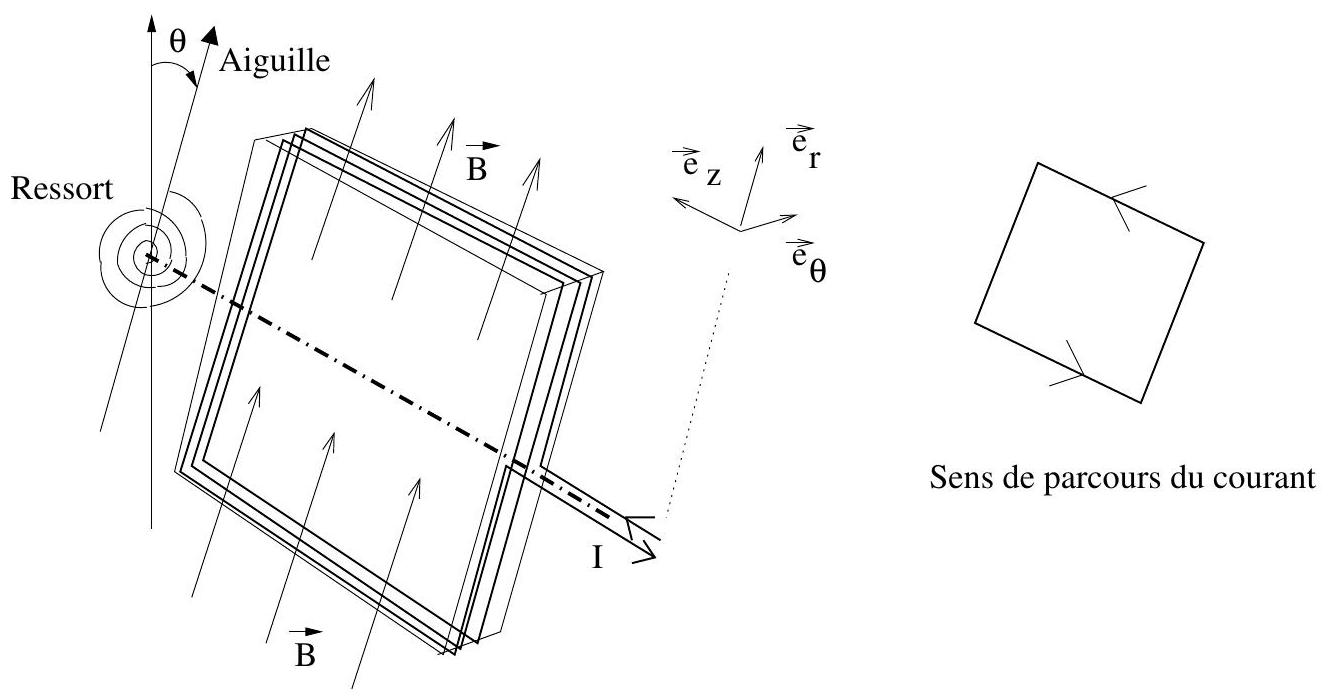 θ
Aiguille
B
e r
e z
Ressort
e θ
Sens de parcours du courant
I
B